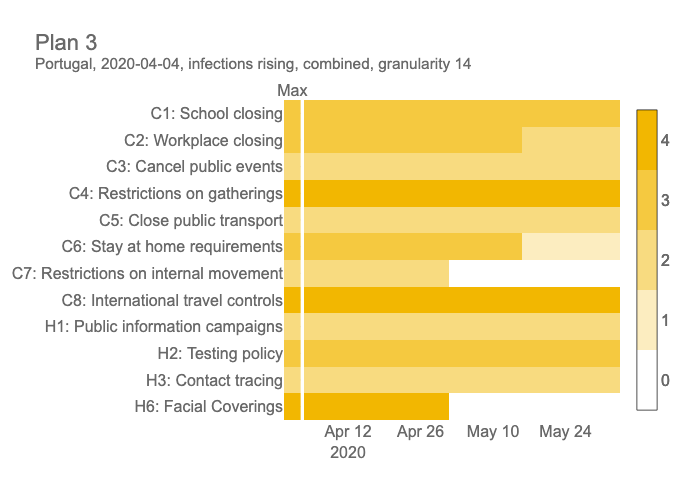 Plan 3
Portugal, 2020-04-04, infections rising, combined, granularity 14
Max
C1: School closing
C2: Workplace closing
C3: Cancel public events
C4: Restrictions on gatherings
C5: Close public transport
C6: Stay at home requirements
C7: Restrictions on internal movement
C8: International travel controls
H1: Public information campaigns
H2: Testing policy
H3: Contact tracing
H6: Facial Coverings
Apr 12 Apr 26 May 10 May 24
2020
4
3
2
1
0